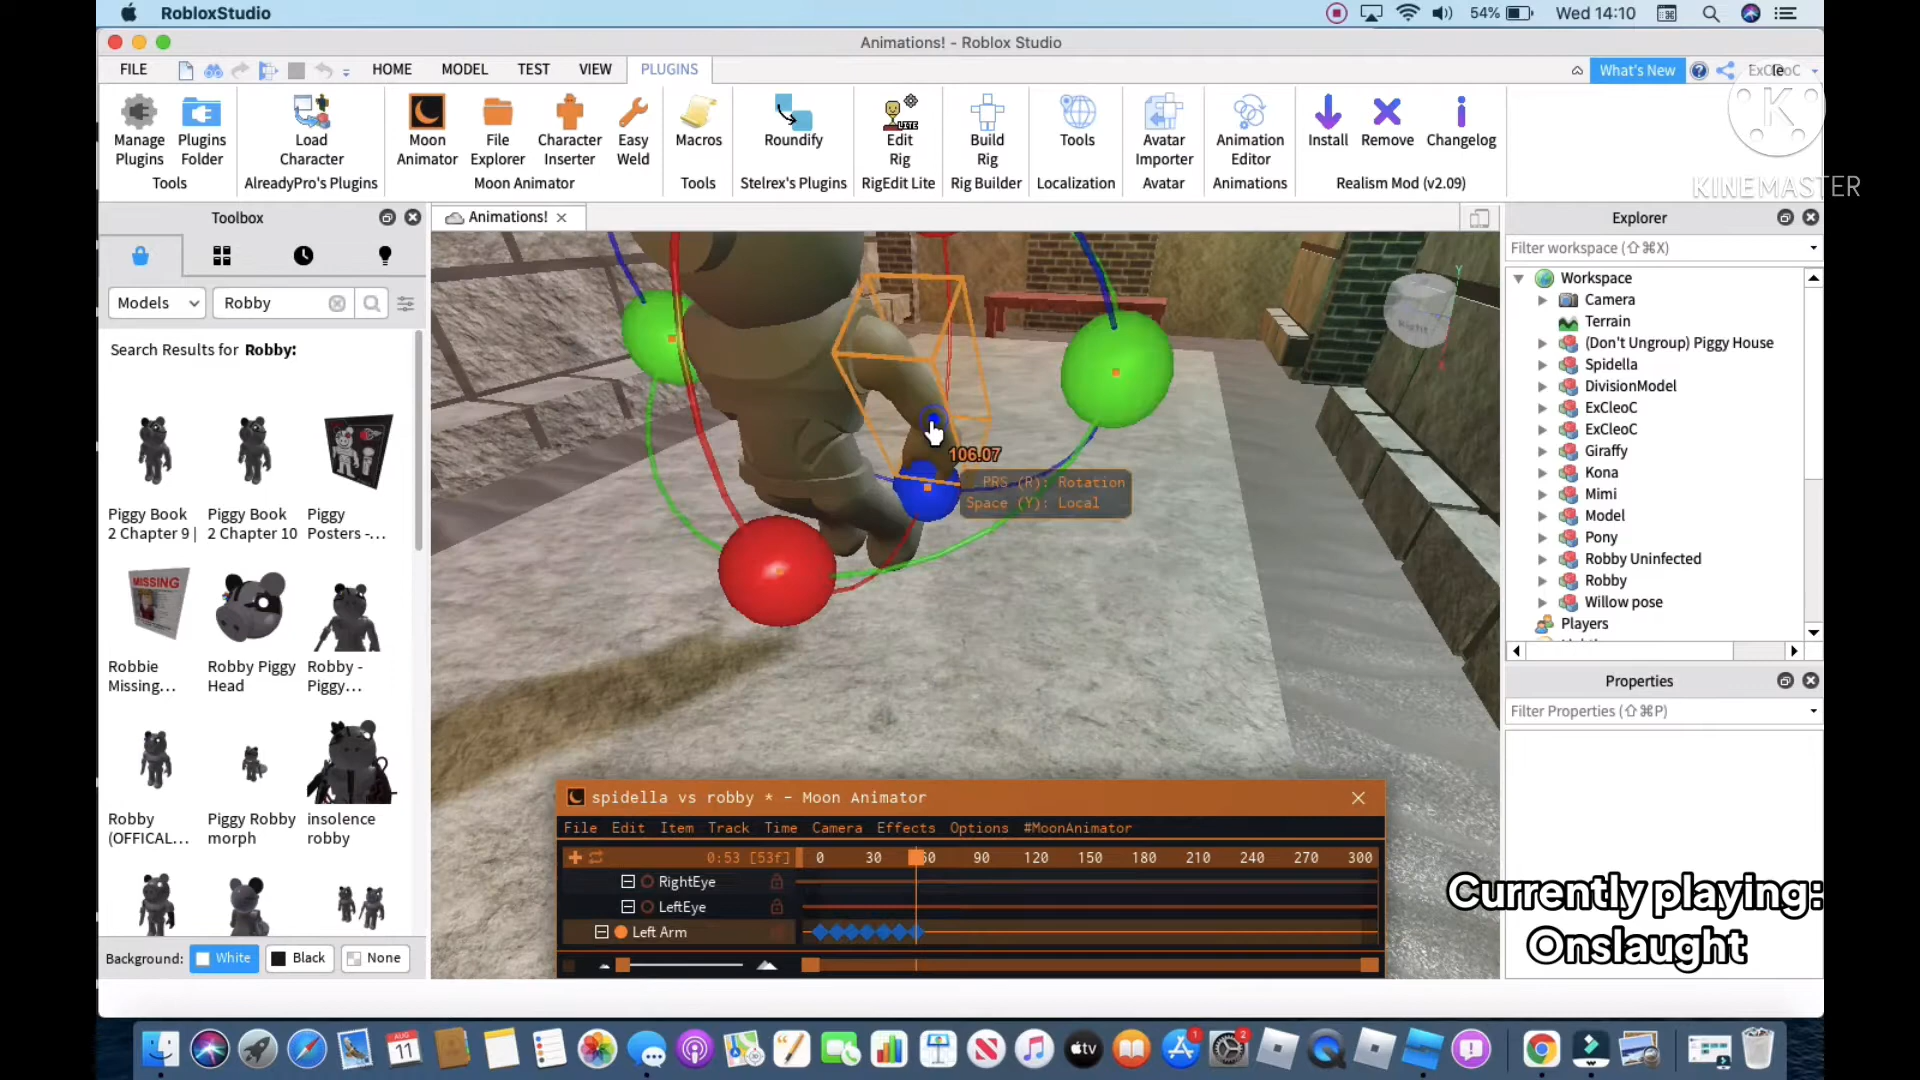 RobloxStudio
54%
Wed 14:10
Animations! - Roblox Studio
FILE HOME MODEL TEST VIEW PLUGINS
What's New
ExCleoC
Manage Plugins
Plugins Folder
Load Character
Moon Animator
File Explorer
Character Inserter
Easy Weld
Macros
Roundify
Edit Rig
LITE
Build Rig
Tools
Avatar Importer
Animation Editor
Install
Remove
Changelog
Tools
AlreadyPro's Plugins
Moon Animator
Tools
Stelrex's Plugins
RigEdit Lite
Rig Builder
Localization
Avatar
Animations
Realism Mod (v2.09)
K
KINEMASTER
Toolbox
Models
Robby
Search Results for Robby:
Piggy Book 2 Chapter 9 |
Piggy Book 2 Chapter 10
Piggy Posters -...
MISSING
Robbie Missing...
Robby Piggy Head
Robby - Piggy...
Robby (OFFICAL...
Piggy Robby morph
insolence robby
Background: White Black None
Animations!
Right
Y
106.07
PRS (R): Rotation
Space (Y): Local
spidella vs robby * - Moon Animator
File Edit Item Track Time Camera Effects Options #MoonAnimator
0:53 [53f] 0 30 60 90 120 150 180 210 240 270 300
RightEye
LeftEye
Left Arm
Explorer
Filter workspace (⇧⌘X)
Workspace
Camera
Terrain
(Don't Ungroup) Piggy House
Spidella
DivisionModel
ExCleoC
ExCleoC
Giraffy
Kona
Mimi
Model
Pony
Robby Uninfected
Robby
Willow pose
Players
Properties
Filter Properties (⇧⌘P)
Currently playing:
Onslaught
AUG
11
tv
1
2